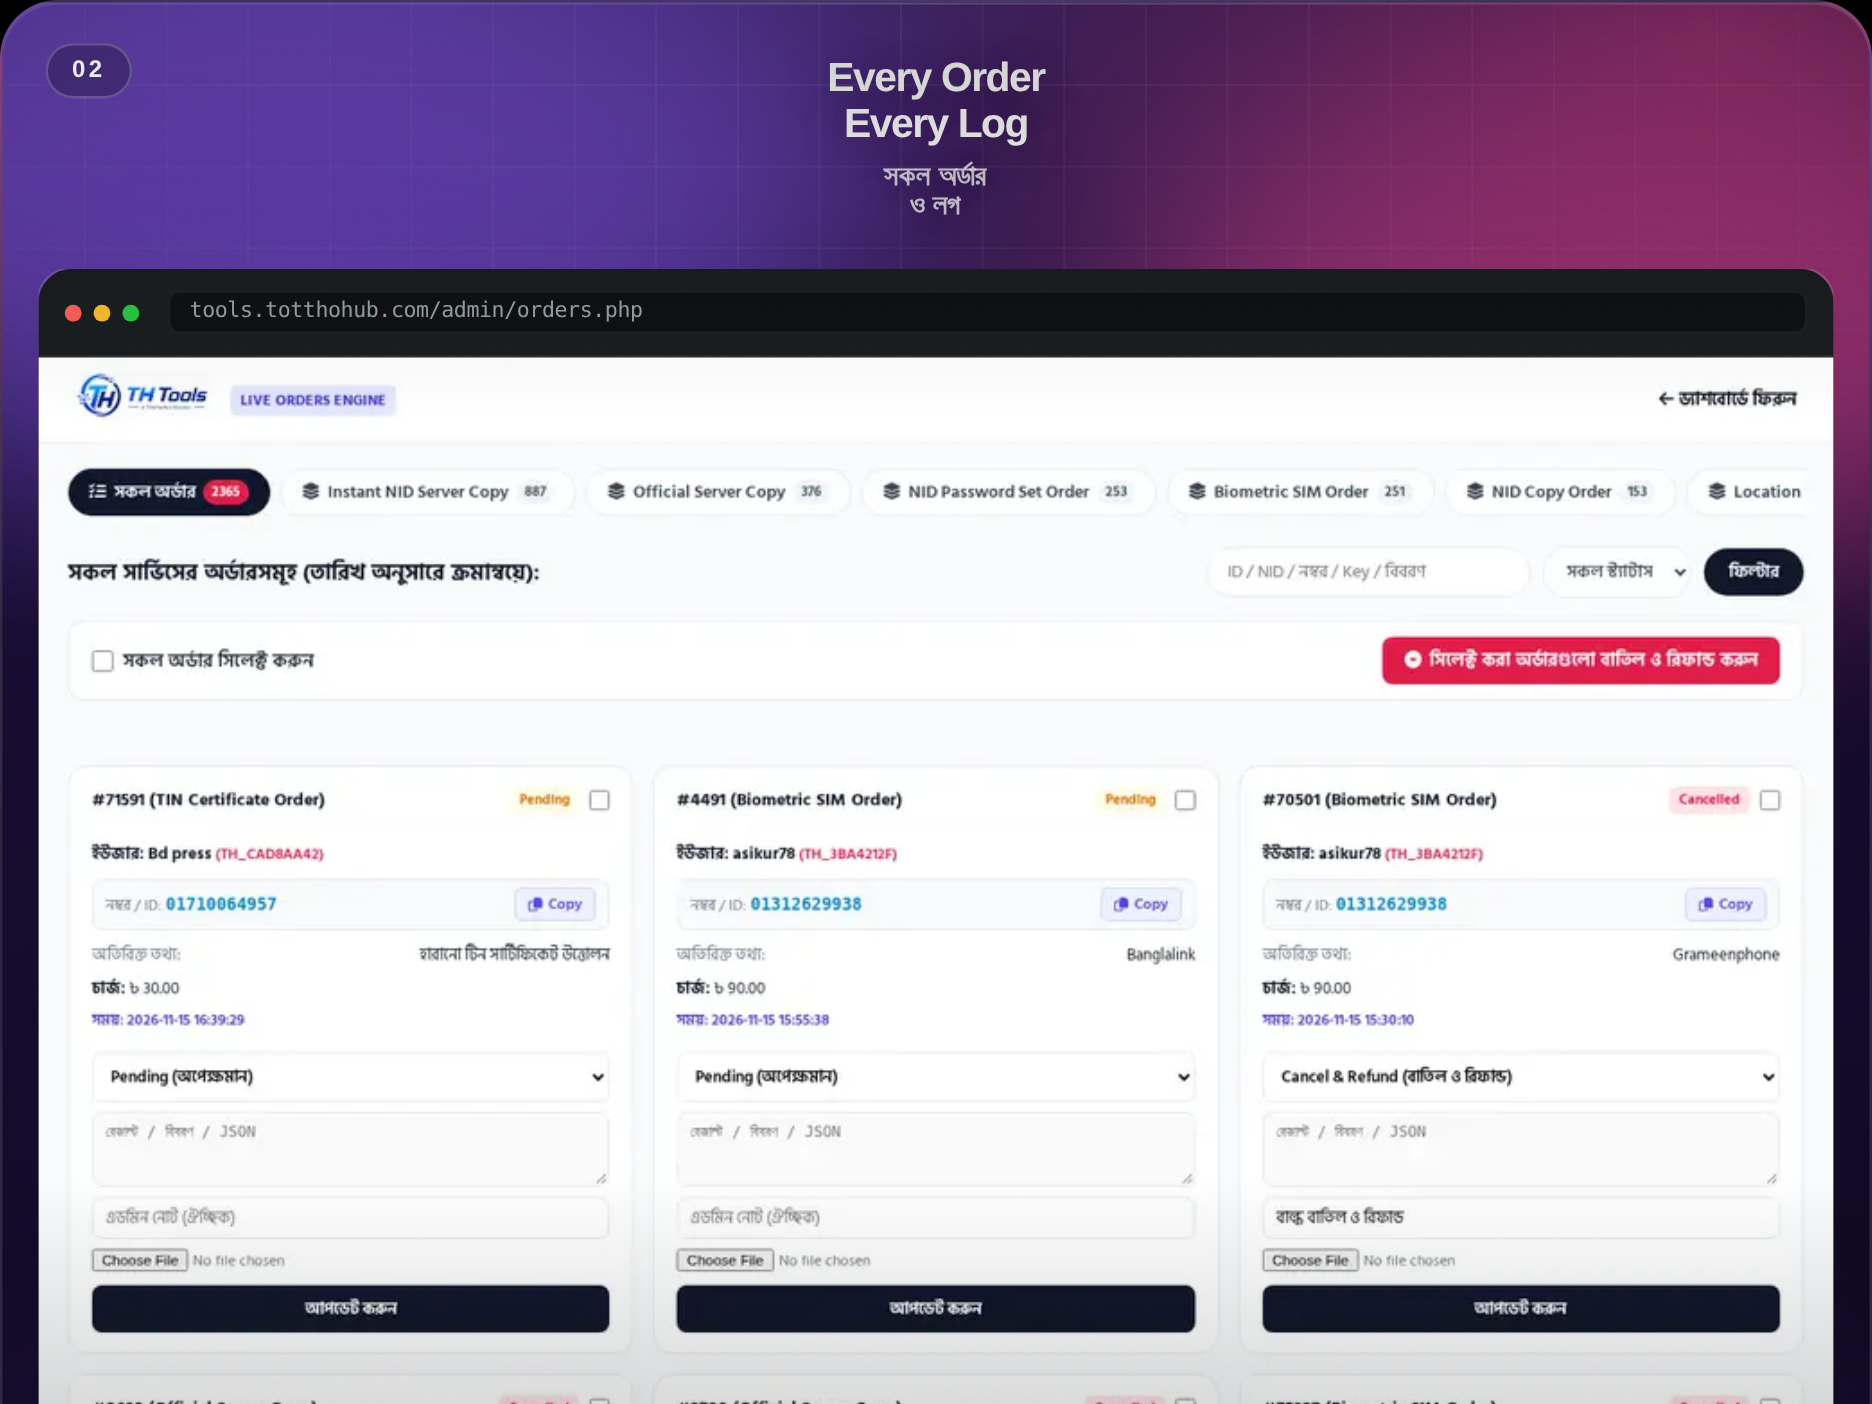 02
Every Order
Every Log
সকল অর্ডার
ও লগ
tools.totthohub.com/admin/orders.php
TH Tools
LIVE ORDERS ENGINE
← ড্যাশবোর্ডে ফিরুন
সকল অর্ডার 2365 Instant NID Server Copy 887 Official Server Copy 376 NID Password Set Order 253 Biometric SIM Order 251 NID Copy Order 153 Location
সকল সার্ভিসের অর্ডারসমূহ (তারিখ অনুসারে ক্রমান্বয়ে):
ID / NID / নম্বর / Key / বিবরণ সকল স্ট্যাটাস ফিল্টার
সকল অর্ডার সিলেক্ট করুন
সিলেক্ট করা অর্ডারগুলো বাতিল ও রিফান্ড করুন
#71591 (TIN Certificate Order) Pending
ইউজার: Bd press (TH_CAD8AA42)
নম্বর / ID: 01710064957 Copy
অতিরিক্ত তথ্য: হারানো টিন সার্টিফিকেট উত্তোলন
চার্জ: ৳ 30.00
সময়: 2026-11-15 16:39:29
Pending (অপেক্ষমান)
রেজাল্ট / বিবরণ / JSON
এডমিন নোট (ঐচ্ছিক)
Choose File No file chosen
আপডেট করুন
#4491 (Biometric SIM Order) Pending
ইউজার: asikur78 (TH_3BA4212F)
নম্বর / ID: 01312629938 Copy
অতিরিক্ত তথ্য: Banglalink
চার্জ: ৳ 90.00
সময়: 2026-11-15 15:55:38
Pending (অপেক্ষমান)
রেজাল্ট / বিবরণ / JSON
এডমিন নোট (ঐচ্ছিক)
Choose File No file chosen
আপডেট করুন
#70501 (Biometric SIM Order) Cancelled
ইউজার: asikur78 (TH_3BA4212F)
নম্বর / ID: 01312629938 Copy
অতিরিক্ত তথ্য: Grameenphone
চার্জ: ৳ 90.00
সময়: 2026-11-15 15:30:10
Cancel & Refund (বাতিল ও রিফান্ড)
রেজাল্ট / বিবরণ / JSON
বাল্ক বাতিল ও রিফান্ড
Choose File No file chosen
আপডেট করুন